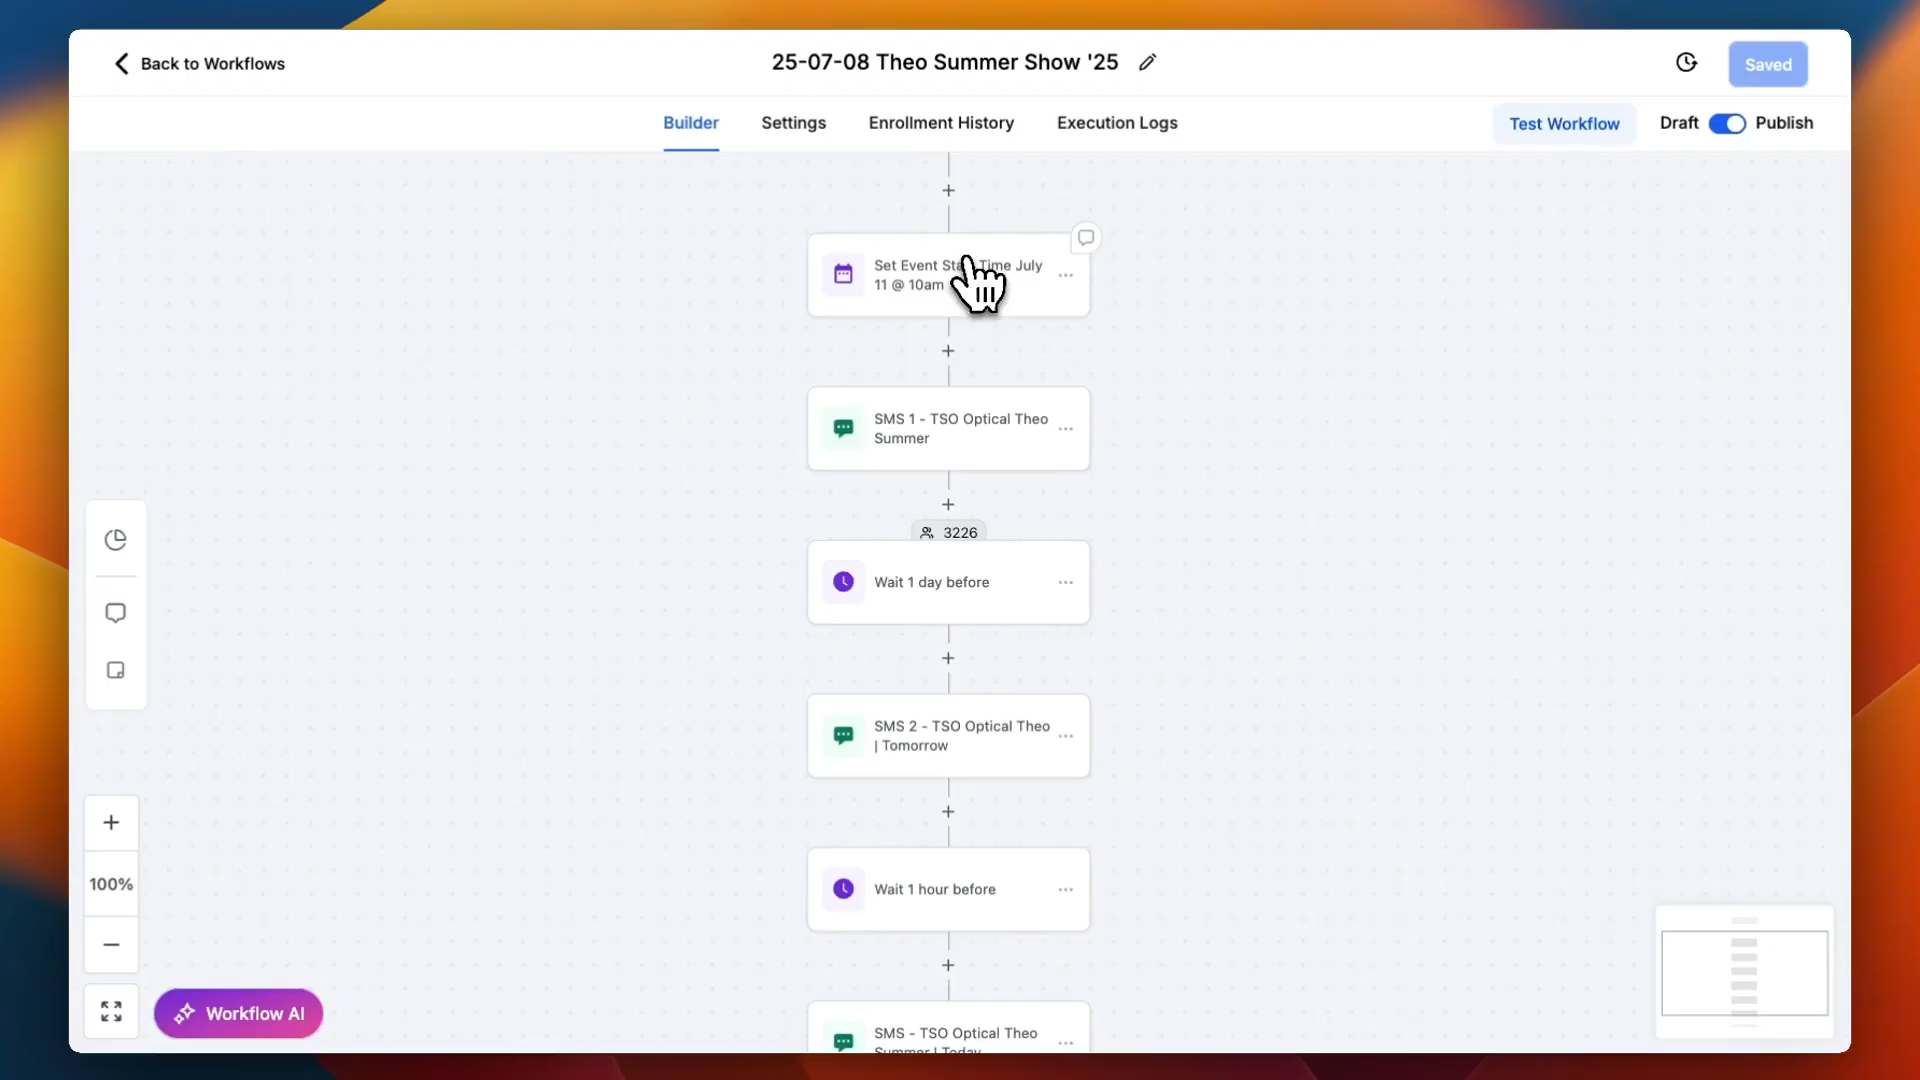 Back to Workflows
25-07-08 Theo Summer Show '25
Saved
Builder
Settings
Enrollment History
Execution Logs
Test Workflow
Draft
Publish
Set Event Time July
11 @ 10am
SMS 1 - TSO Optical Theo
Summer
3226
Wait 1 day before
SMS 2 - TSO Optical Theo
| Tomorrow
Wait 1 hour before
SMS - TSO Optical Theo
Summer | Today
+
100%
−
Workflow AI